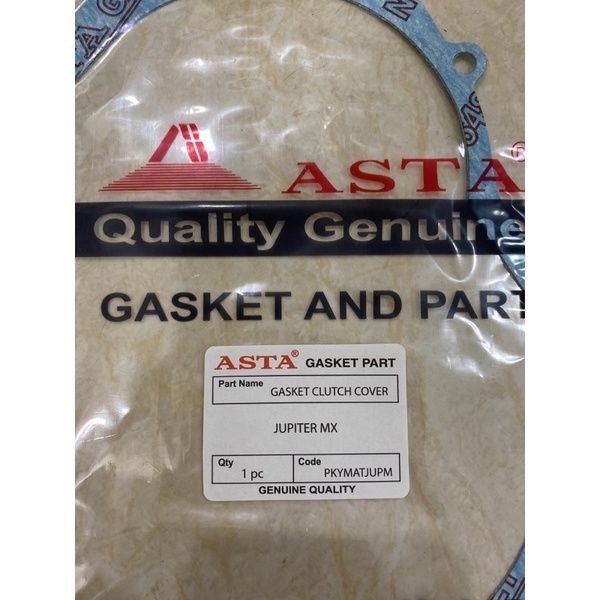 ASTA®
Quality Genuine
GASKET AND PART
ASTA® GASKET PART
Part Name
GASKET CLUTCH COVER
JUPITER MX
Qty
1 pc
Code
PKYMATJUPM
GENUINE QUALITY